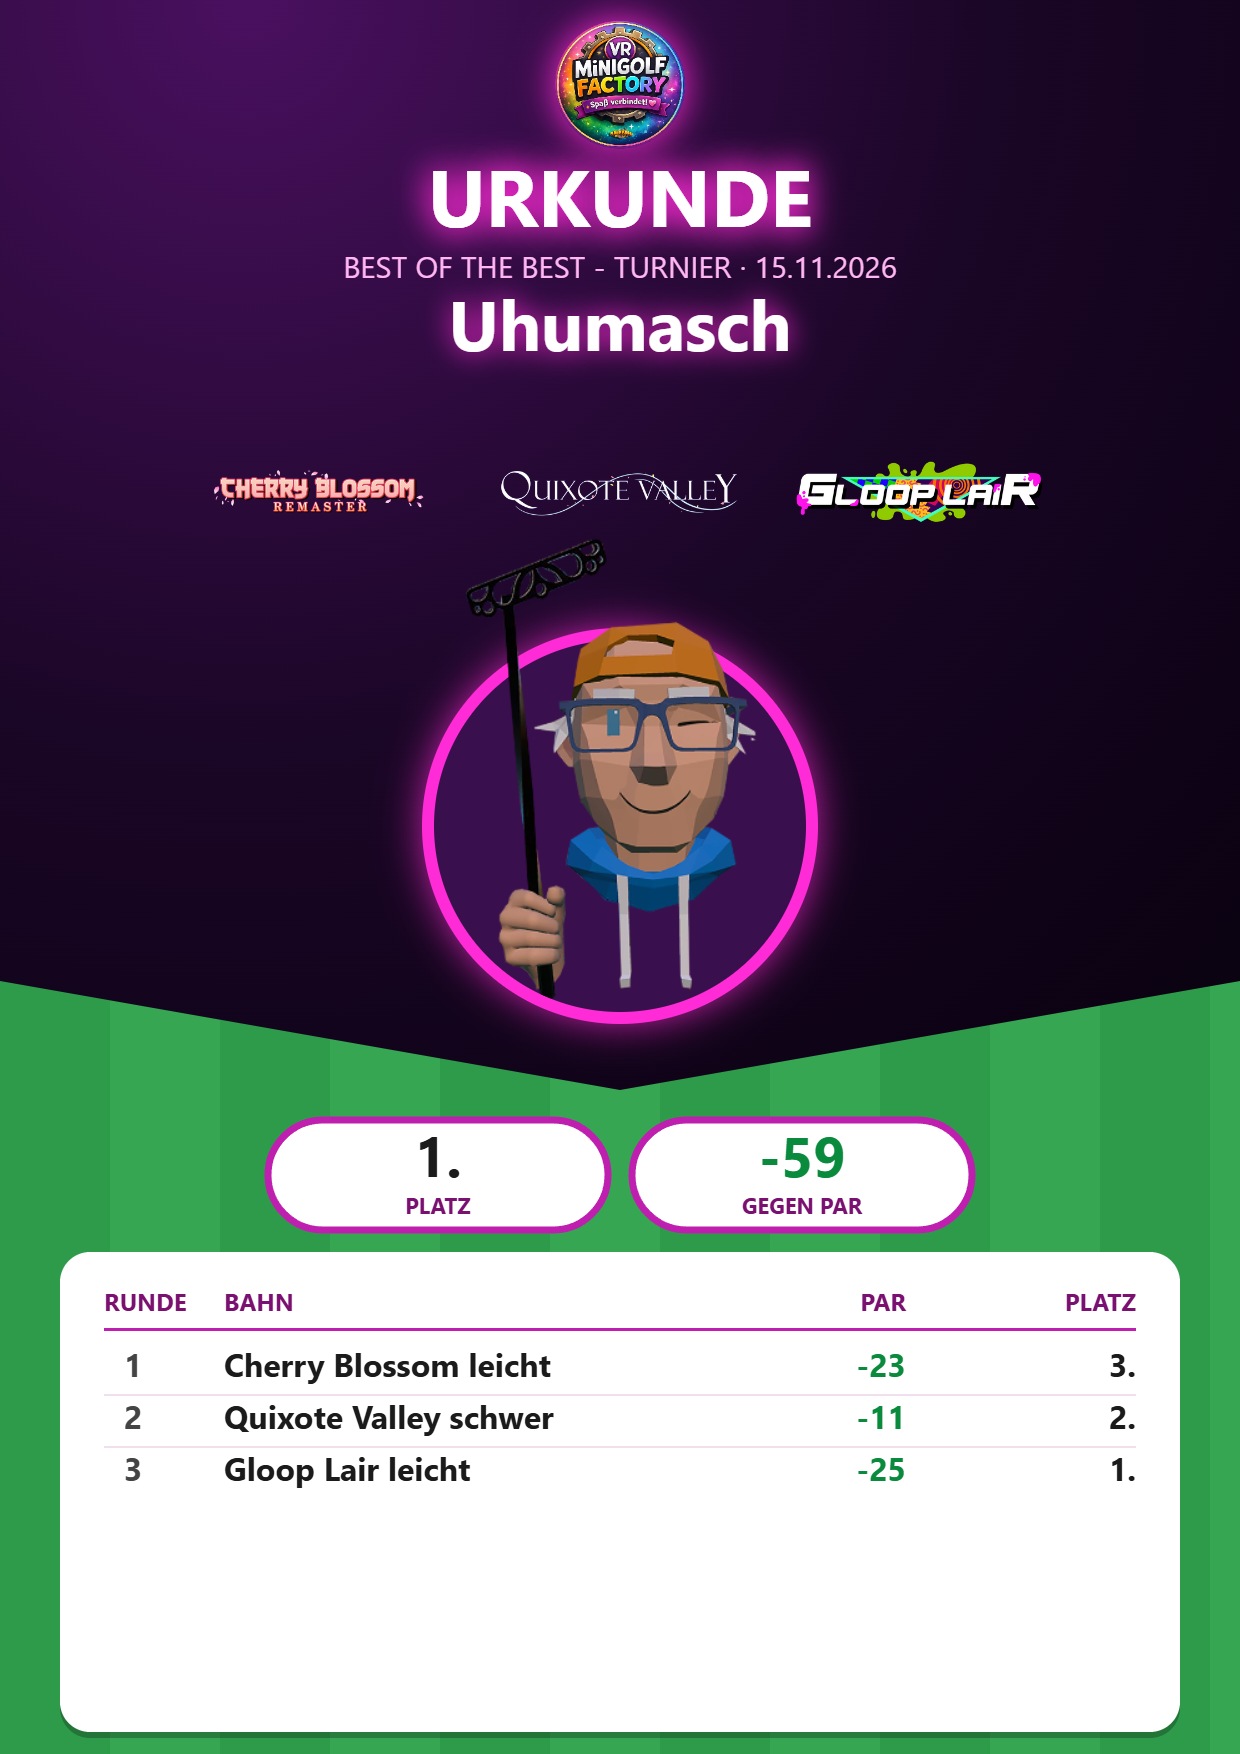 VR
MINIGOLF
FACTORY
Spaß verbindet!
URKUNDE
BEST OF THE BEST - TURNIER · 15.11.2026
Uhumasch
CHERRY BLOSSOM
REMASTER
QUIXOTE VALLEY
GLOOP LAIR
1.
PLATZ
-59
GEGEN PAR
RUNDE BAHN PAR PLATZ
1 Cherry Blossom leicht -23 3.
2 Quixote Valley schwer -11 2.
3 Gloop Lair leicht -25 1.